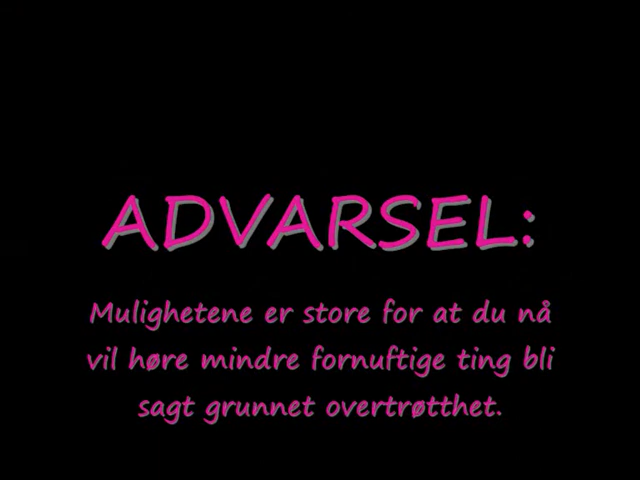 ADVARSEL:
Mulighetene er store for at du nå
vil høre mindre fornuftige ting bli
sagt grunnet overtrøtthet.